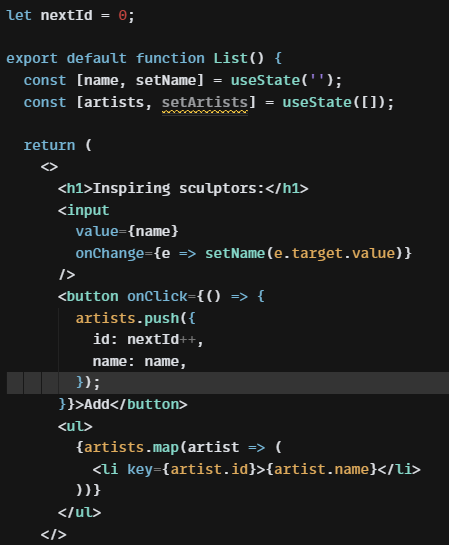 let nextId = 0;
export default function List() {
const [name, setName] = useState('');
const [artists, setArtists] = useState([]);
return (
<>
<h1>Inspiring sculptors:</h1>
<input
value={name}
onChange={e => setName(e.target.value)}
/>
<button onClick={() => {
artists.push({
id: nextId++,
name: name,
});
}}>Add</button>
<ul>
{artists.map(artist => (
<li key={artist.id}>{artist.name}</li>
))}
</ul>
</>